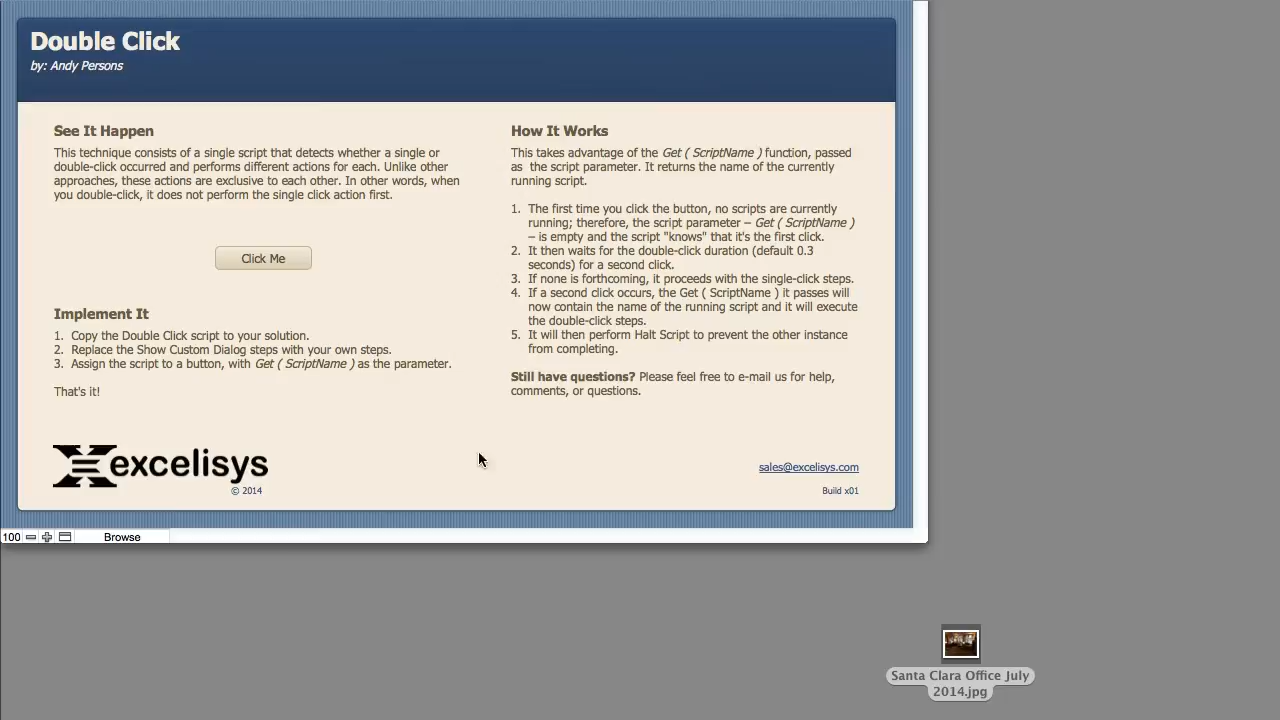 Double Click
by: Andy Persons
See It Happen
This technique consists of a single script that detects whether a single or
double-click occurred and performs different actions for each. Unlike other
approaches, these actions are exclusive to each other. In other words, when
you double-click, it does not perform the single click action first.
Click Me
Implement It
1. Copy the Double Click script to your solution.
2. Replace the Show Custom Dialog steps with your own steps.
3. Assign the script to a button, with Get ( ScriptName ) as the parameter.
That's it!
excelisys
© 2014
How It Works
This takes advantage of the Get ( ScriptName ) function, passed
as the script parameter. It returns the name of the currently
running script.
1. The first time you click the button, no scripts are currently
running; therefore, the script parameter – Get ( ScriptName )
– is empty and the script "knows" that it's the first click.
2. It then waits for the double-click duration (default 0.3
seconds) for a second click.
3. If none is forthcoming, it proceeds with the single-click steps.
4. If a second click occurs, the Get ( ScriptName ) it passes will
now contain the name of the running script and it will execute
the double-click steps.
5. It will then perform Halt Script to prevent the other instance
from completing.
Still have questions? Please feel free to e-mail us for help,
comments, or questions.
sales@excelisys.com
Build x01
100
Browse
Santa Clara Office July
2014.jpg